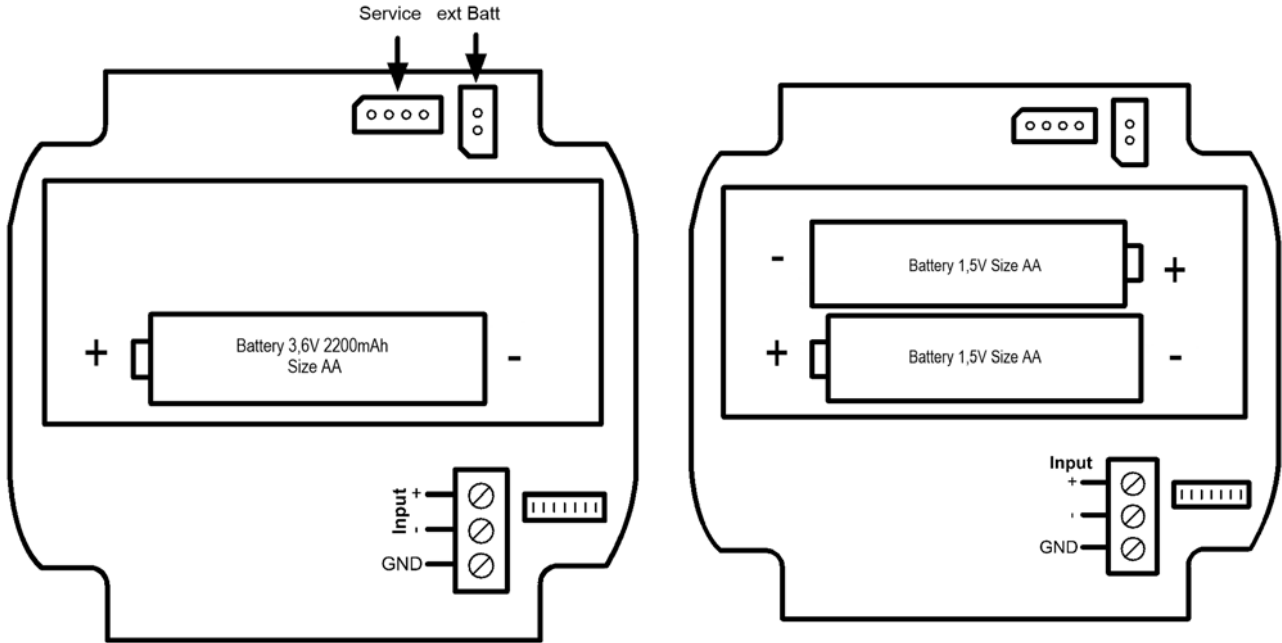 Service ext Batt
+ Battery 3,6V 2200mAh -
Size AA
Input
+
-
GND
- Battery 1,5V Size AA +
+ Battery 1,5V Size AA -
Input
+
-
GND